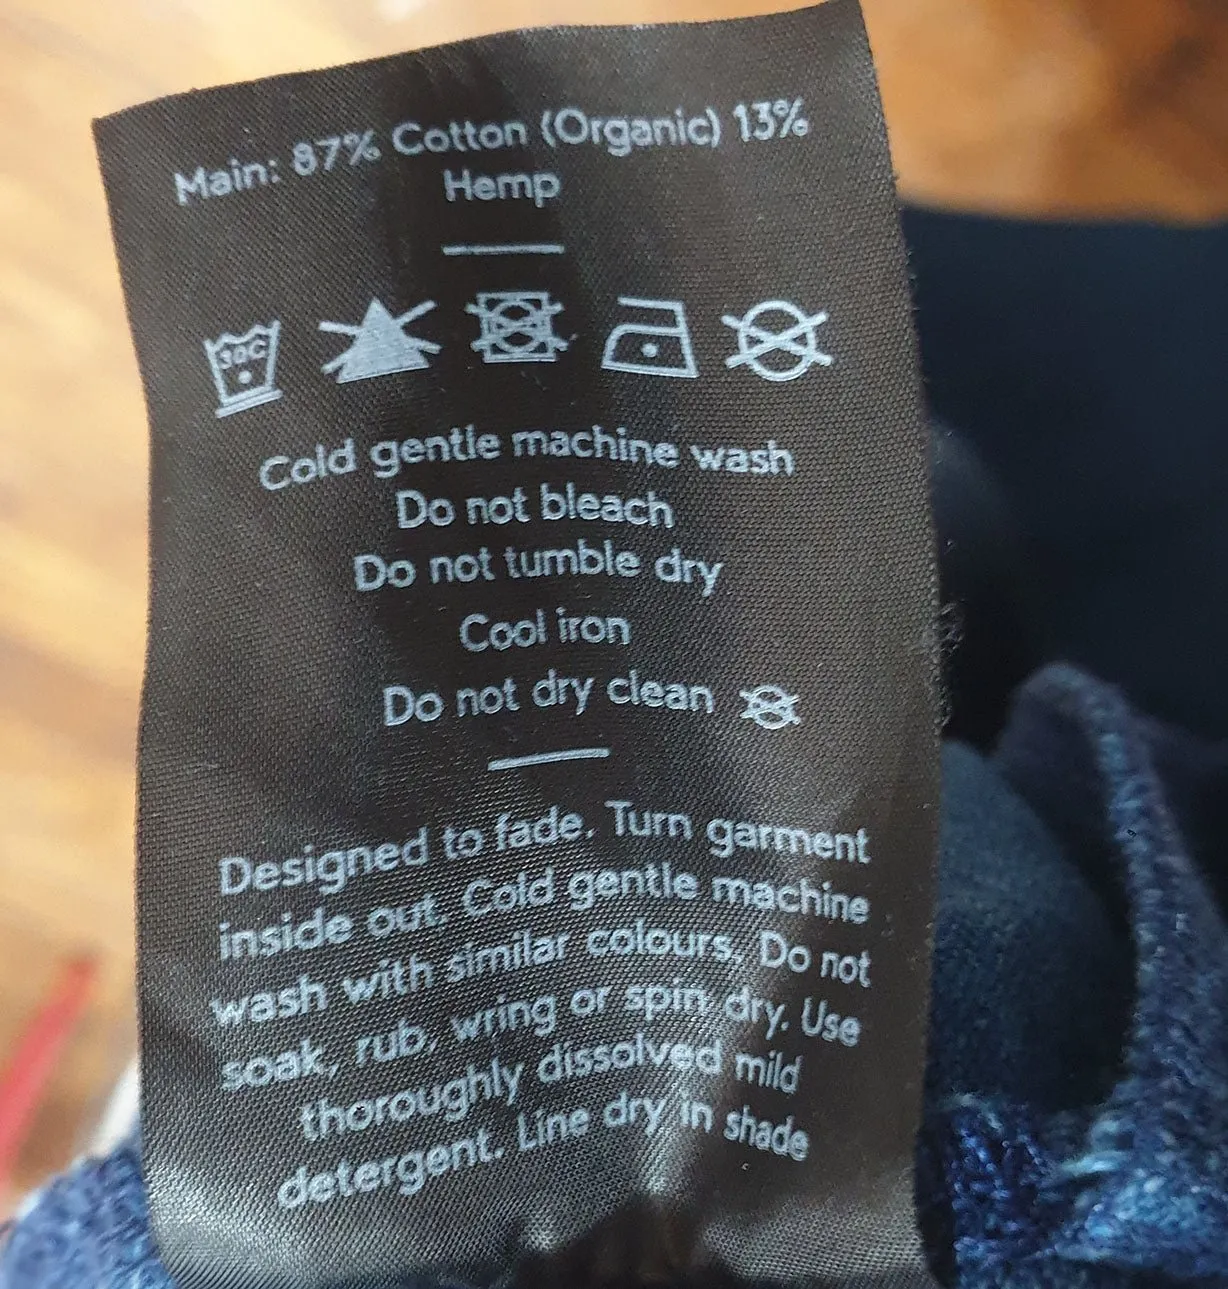 Main: 87% Cotton (Organic) 13%
Hemp
30C
Cold gentle machine wash
Do not bleach
Do not tumble dry
Cool iron
Do not dry clean
Designed to fade. Turn garment
inside out. Cold gentle machine
wash with similar colours, Do not
soak, rub, wring or spin dry. Use
thoroughly dissolved mild
detergent. Line dry in shade